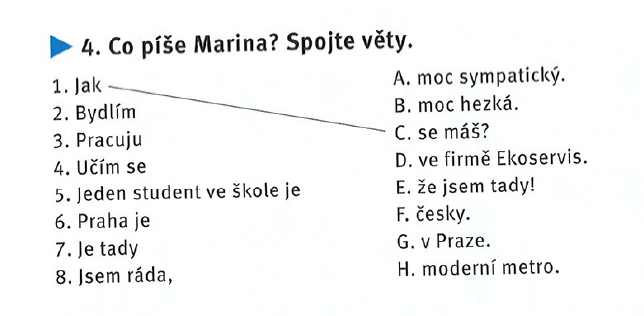 4. Co píše Marina? Spojte věty.
1. Jak
2. Bydlím
3. Pracuju
4. Učím se
5. Jeden student ve škole je
6. Praha je
7. Je tady
8. Jsem ráda,
A. moc sympatický.
B. moc hezká.
C. se máš?
D. ve firmě Ekoservis.
E. že jsem tady!
F. česky.
G. v Praze.
H. moderní metro.